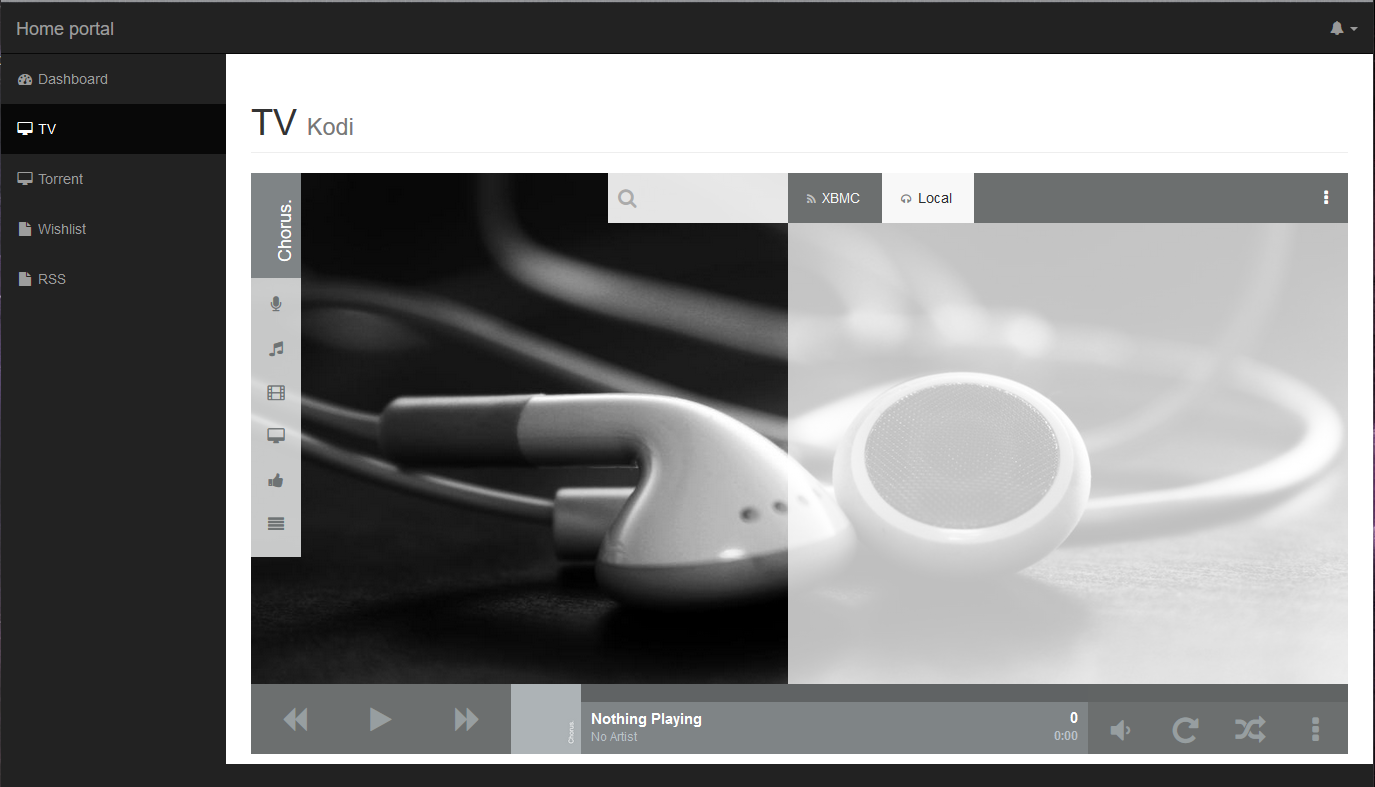 Home portal
Dashboard
TV
Torrent
Wishlist
RSS
TV Kodi
Chorus.
XBMC
Local
Chorus.
Nothing Playing
0
No Artist
0:00